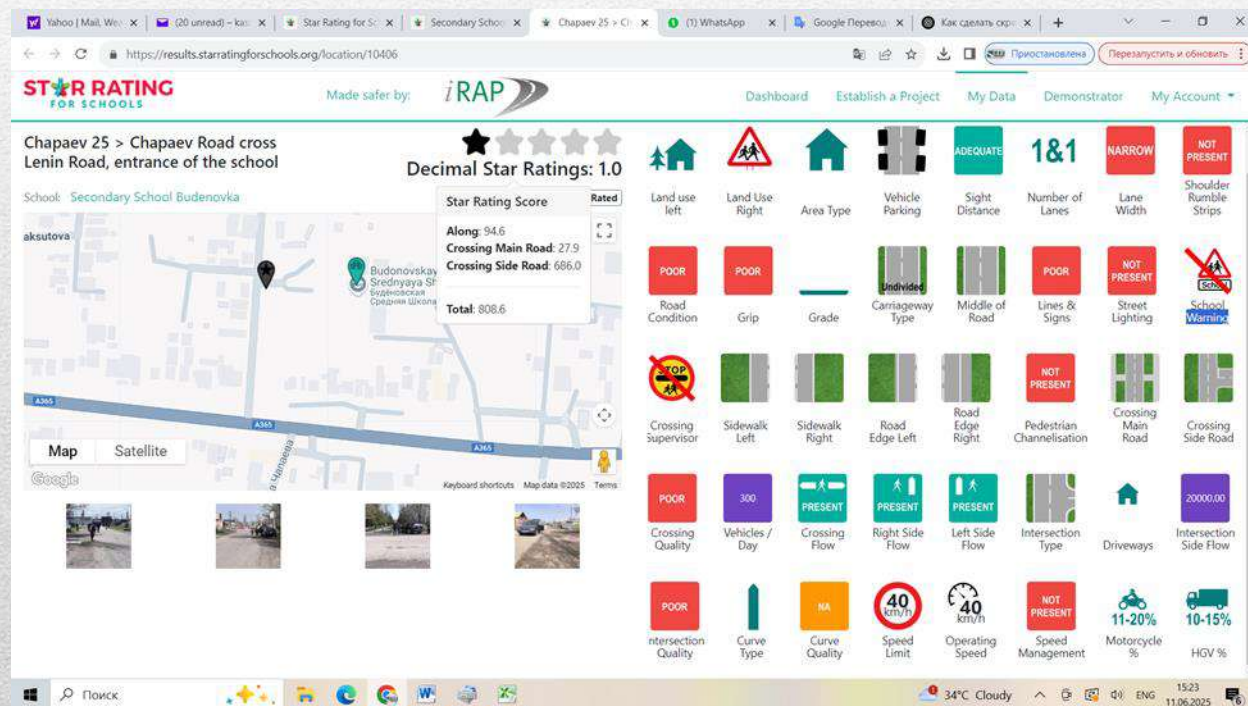 Yahoo | Mail, Wea
(20 unread) – kas
Star Rating for Sc
Secondary Schoo
Chapaev 25 > Ch
(1) WhatsApp
Google Перевод
Как сделать скр
https://results.starratingforschools.org/location/10406
Приостановлена
Перезапустить и обновить
STAR RATING
FOR SCHOOLS
Made safer by:
iRAP
Dashboard
Establish a Project
My Data
Demonstrator
My Account
Chapaev 25 > Chapaev Road cross
Lenin Road, entrance of the school
Decimal Star Ratings: 1.0
School: Secondary School Budenovka
Rated
Star Rating Score
Along: 94.6
Crossing Main Road: 27.9
Crossing Side Road: 686.0
Total: 808.6
aksutova
Budonovskay
Srednyaya Sh
Будёновская
Средняя Школа
A365
A365
A365
а. Чапаева
Map
Satellite
Google
Keyboard shortcuts
Map data ©2025
Terms
ADEQUATE
1&1
NARROW
NOT
PRESENT
Land use
left
Land Use
Right
Area Type
Vehicle
Parking
Sight
Distance
Number of
Lanes
Lane
Width
Shoulder
Rumble
Strips
POOR
POOR
Undivided
POOR
NOT
PRESENT
School
Road
Condition
Grip
Grade
Carriageway
Type
Middle of
Road
Lines &
Signs
Street
Lighting
School
Warning
STOP
NOT
PRESENT
Crossing
Supervisor
Sidewalk
Left
Sidewalk
Right
Road
Edge Left
Road
Edge
Right
Pedestrian
Channelisation
Crossing
Main
Road
Crossing
Side Road
POOR
300
PRESENT
PRESENT
PRESENT
20000.00
Crossing
Quality
Vehicles /
Day
Crossing
Flow
Right Side
Flow
Left Side
Flow
Intersection
Type
Driveways
Intersection
Side Flow
POOR
NA
40
km/h
40
km/h
NOT
PRESENT
11-20%
10-15%
ntersection
Quality
Curve
Type
Curve
Quality
Speed
Limit
Operating
Speed
Speed
Management
Motorcycle
%
HGV %
Поиск
34°C Cloudy
ENG
15:23
11.06.2025
6